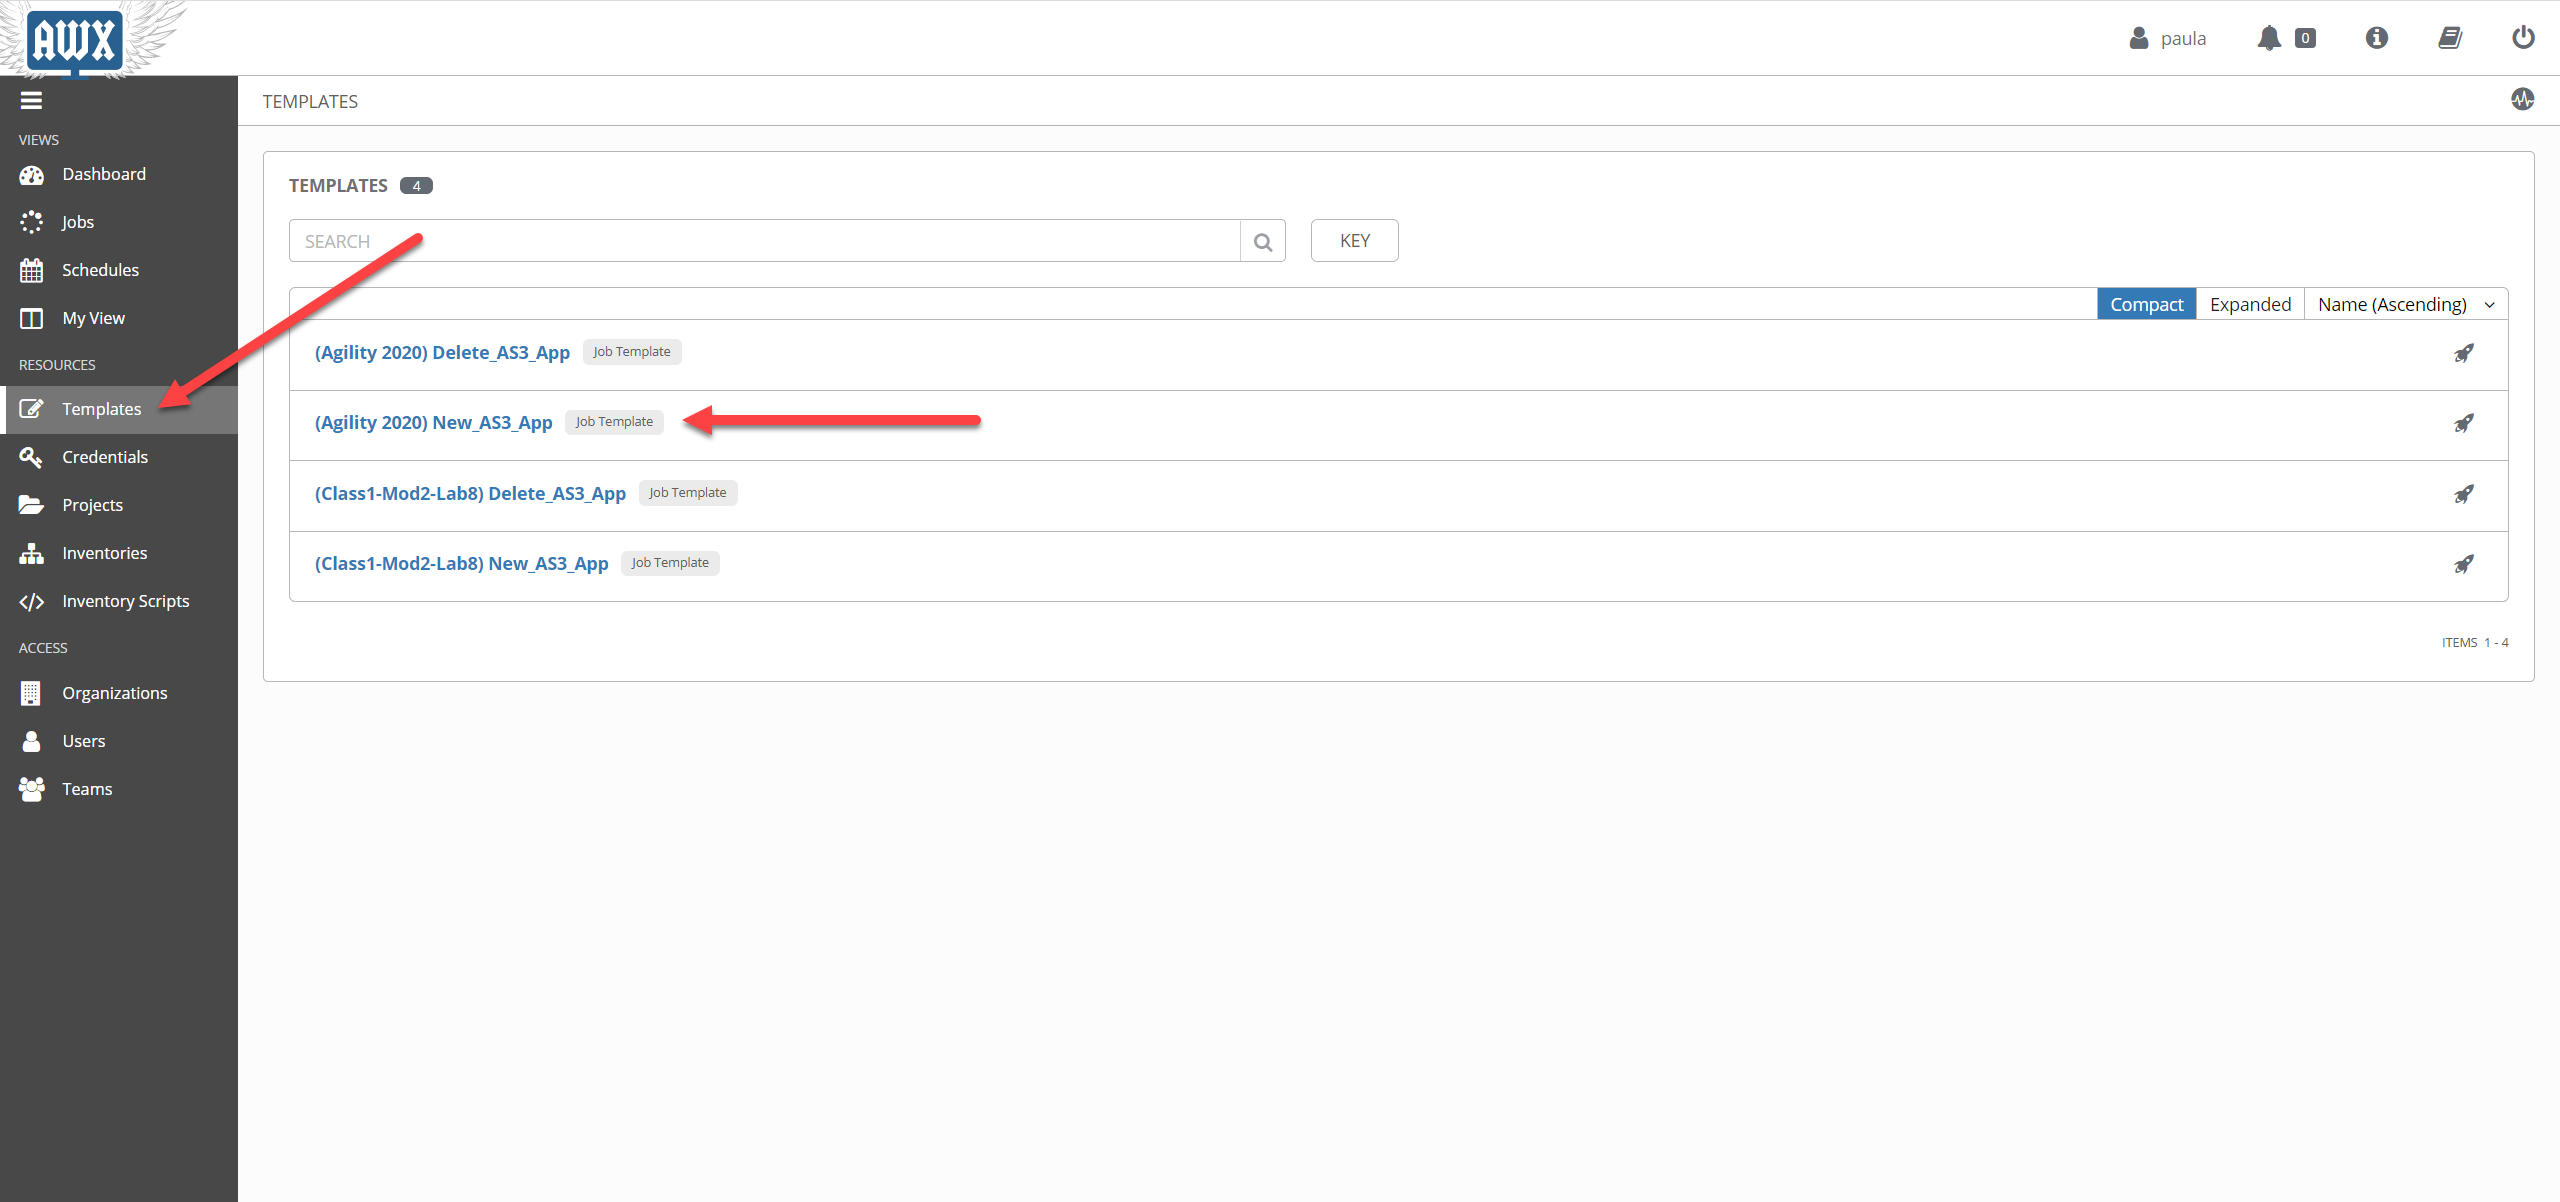 AWX
paula
0
TEMPLATES
VIEWS
Dashboard
Jobs
Schedules
My View
RESOURCES
Templates
Credentials
Projects
Inventories
Inventory Scripts
ACCESS
Organizations
Users
Teams
TEMPLATES 4
SEARCH
KEY
Compact Expanded Name (Ascending)
(Agility 2020) Delete_AS3_App Job Template
(Agility 2020) New_AS3_App Job Template
(Class1-Mod2-Lab8) Delete_AS3_App Job Template
(Class1-Mod2-Lab8) New_AS3_App Job Template
ITEMS 1 - 4